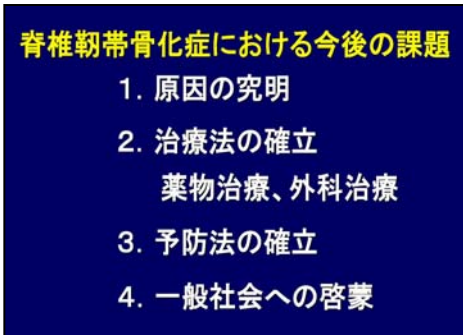 脊椎靭帯骨化症における今後の課題
1. 原因の究明
2. 治療法の確立
薬物治療、外科治療
3. 予防法の確立
4. 一般社会への啓蒙